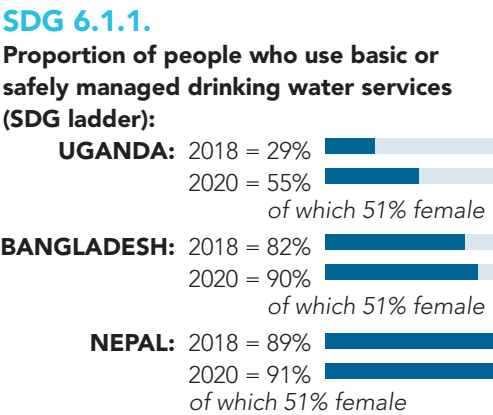 SDG 6.1.1.
Proportion of people who use basic or
safely managed drinking water services
(SDG ladder):
UGANDA: 2018 = 29%
2020 = 55%
of which 51% female
BANGLADESH: 2018 = 82%
2020 = 90%
of which 51% female
NEPAL: 2018 = 89%
2020 = 91%
of which 51% female